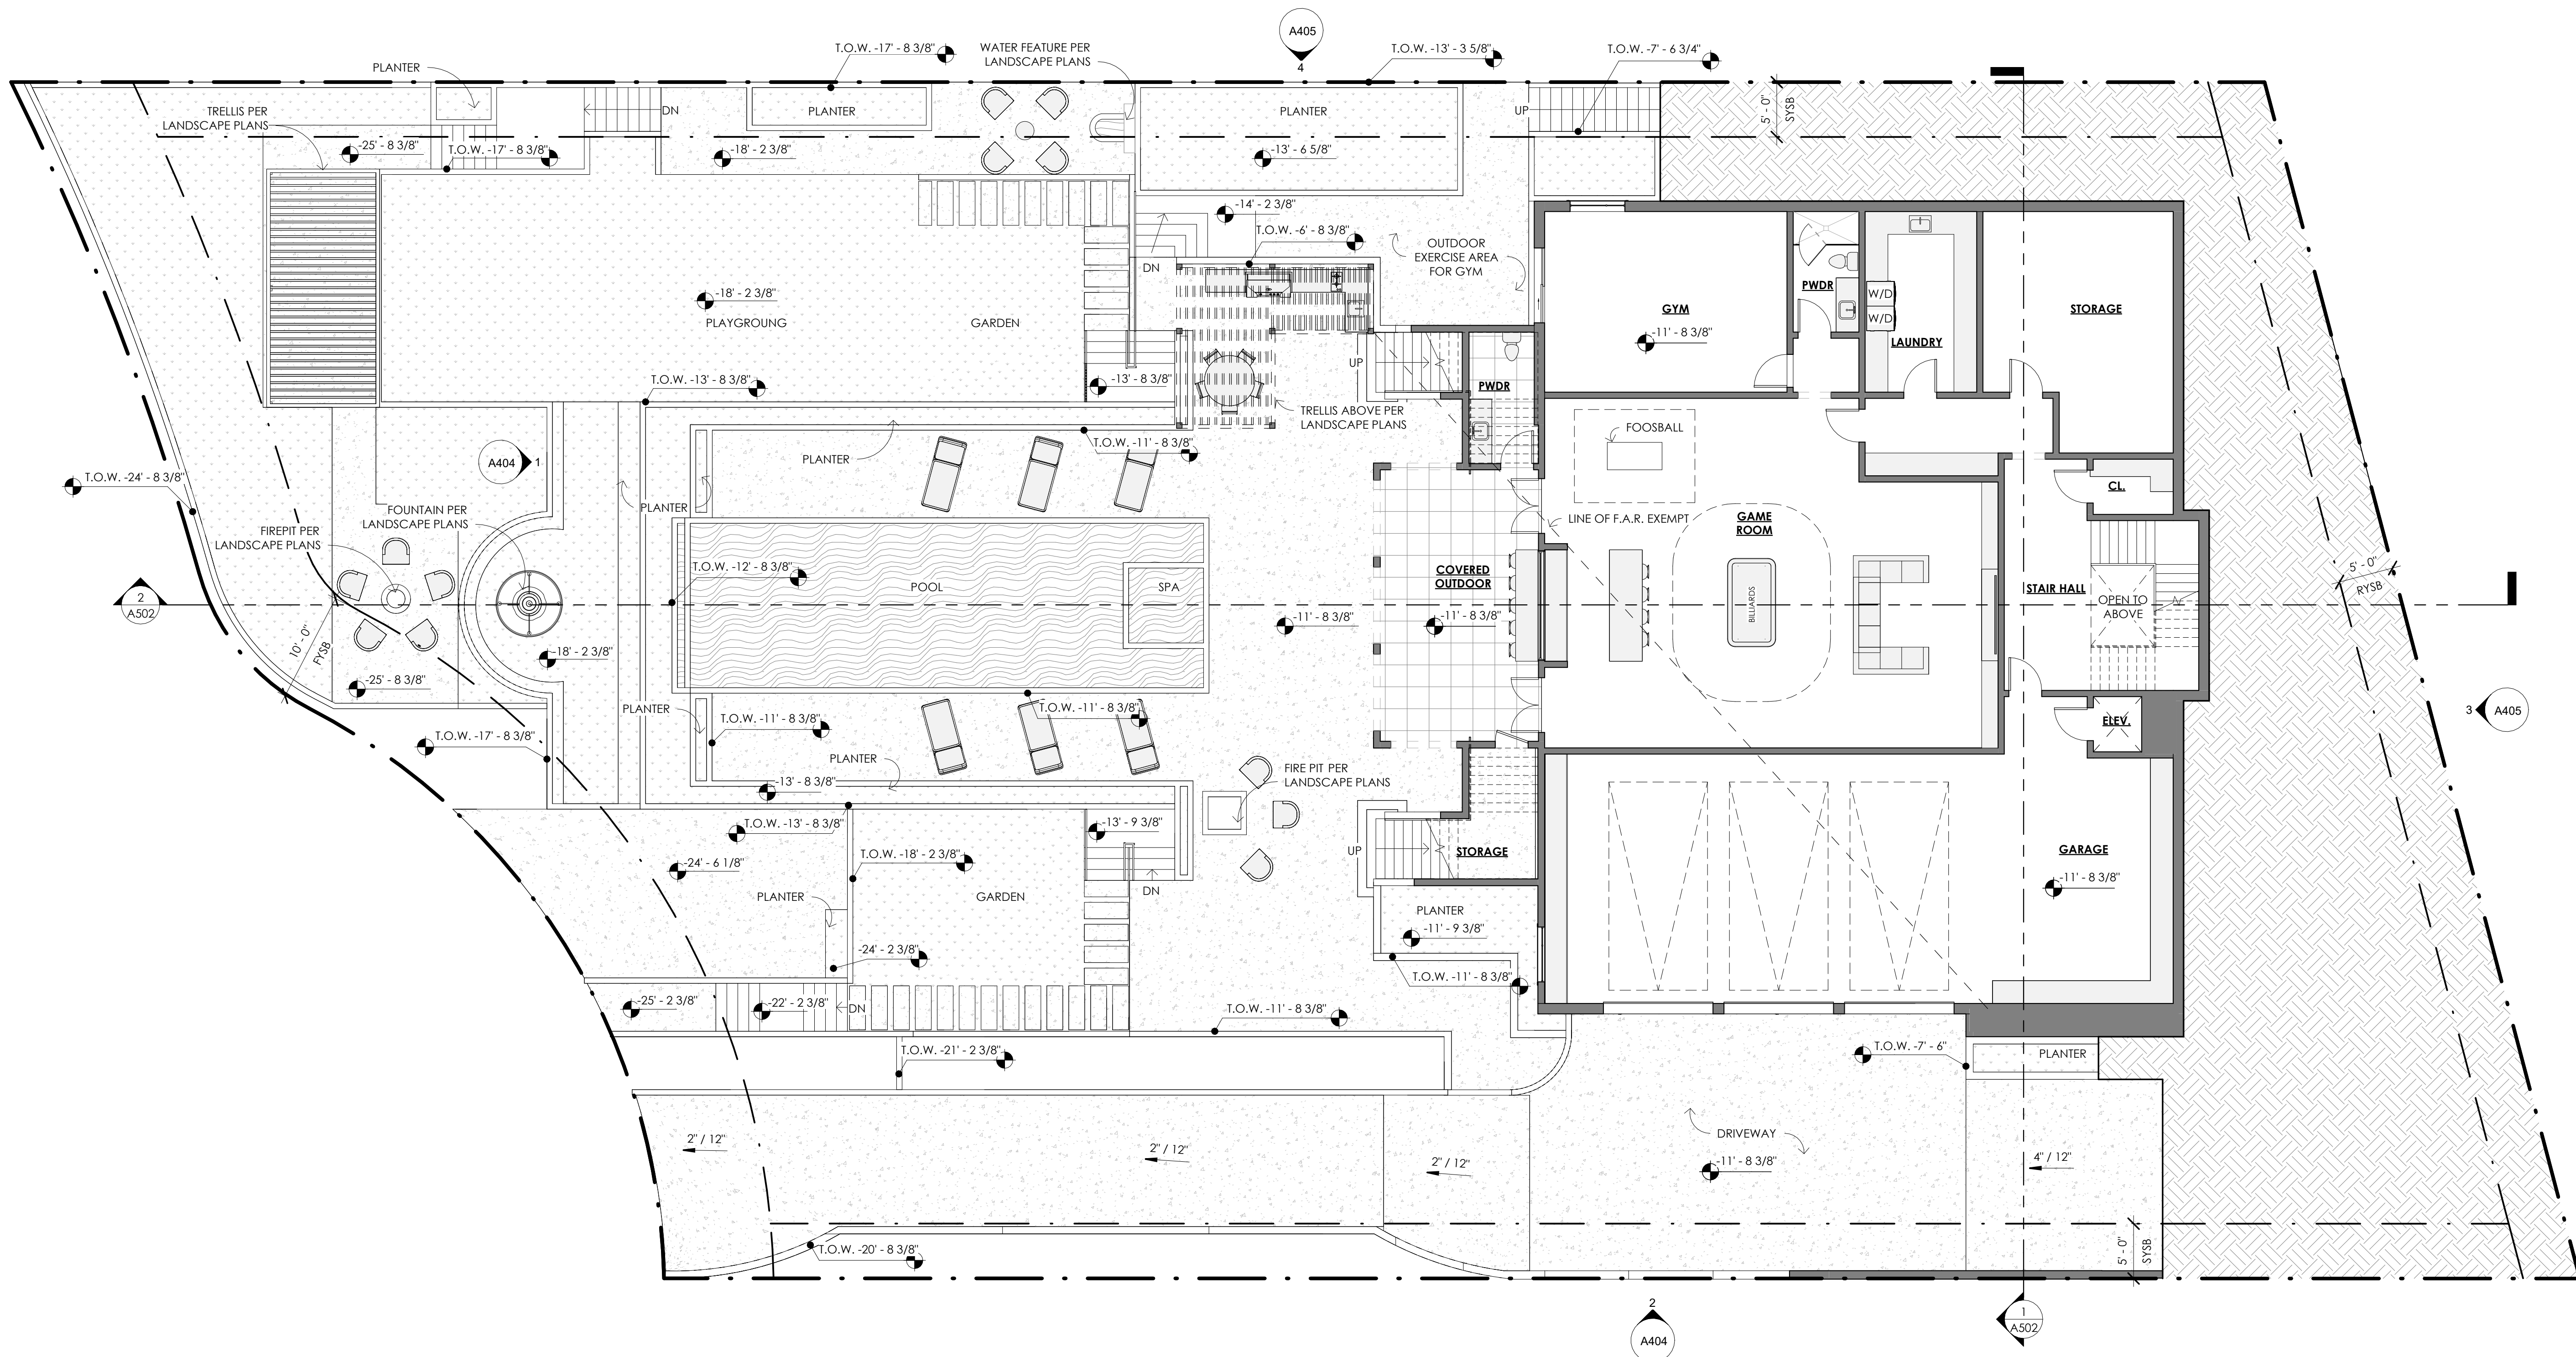 A405
4
T.O.W. -17' - 8 3/8"
WATER FEATURE PER
LANDSCAPE PLANS
T.O.W. -13' - 3 5/8"
T.O.W. -7' - 6 3/4"
PLANTER
TRELLIS PER
LANDSCAPE PLANS
DN
PLANTER
PLANTER
UP
5' - 0"
SYSB
-25' - 8 3/8"
T.O.W. -17' - 8 3/8"
-18' - 2 3/8"
-13' - 6 5/8"
-14' - 2 3/8"
T.O.W. -6' - 8 3/8"
OUTDOOR
EXERCISE AREA
FOR GYM
DN
-18' - 2 3/8"
PLAYGROUNG
GARDEN
GYM
-11' - 8 3/8"
PWDR
W/D
W/D
LAUNDRY
STORAGE
UP
T.O.W. -13' - 8 3/8"
-13' - 8 3/8"
PWDR
TRELLIS ABOVE PER
LANDSCAPE PLANS
FOOSBALL
T.O.W. -11' - 8 3/8"
PLANTER
A404
1
T.O.W. -24' - 8 3/8"
FOUNTAIN PER
LANDSCAPE PLANS
PLANTER
FIREPIT PER
LANDSCAPE PLANS
LINE OF F.A.R. EXEMPT
GAME
ROOM
CL.
T.O.W. -12' - 8 3/8"
POOL
SPA
COVERED
OUTDOOR
BILLIARDS
STAIR HALL
OPEN TO
ABOVE
5' - 0"
RYSB
2
A502
-11' - 8 3/8"
-11' - 8 3/8"
10' - 0"
FYSB
-18' - 2 3/8"
-25' - 8 3/8"
PLANTER
T.O.W. -11' - 8 3/8"
T.O.W. -11' - 8 3/8"
ELEV.
3
A405
T.O.W. -17' - 8 3/8"
PLANTER
FIRE PIT PER
LANDSCAPE PLANS
-13' - 8 3/8"
T.O.W. -13' - 8 3/8"
-13' - 9 3/8"
UP
STORAGE
GARAGE
-11' - 8 3/8"
-24' - 6 1/8"
T.O.W. -18' - 2 3/8"
DN
PLANTER
GARDEN
PLANTER
-11' - 9 3/8"
-24' - 2 3/8"
T.O.W. -11' - 8 3/8"
-25' - 2 3/8"
-22' - 2 3/8"
DN
T.O.W. -11' - 8 3/8"
T.O.W. -21' - 2 3/8"
T.O.W. -7' - 6"
PLANTER
DRIVEWAY
-11' - 8 3/8"
2" / 12"
2" / 12"
2" / 12"
4" / 12"
T.O.W. -20' - 8 3/8"
5' - 0"
SYSB
2
A404
1
A502